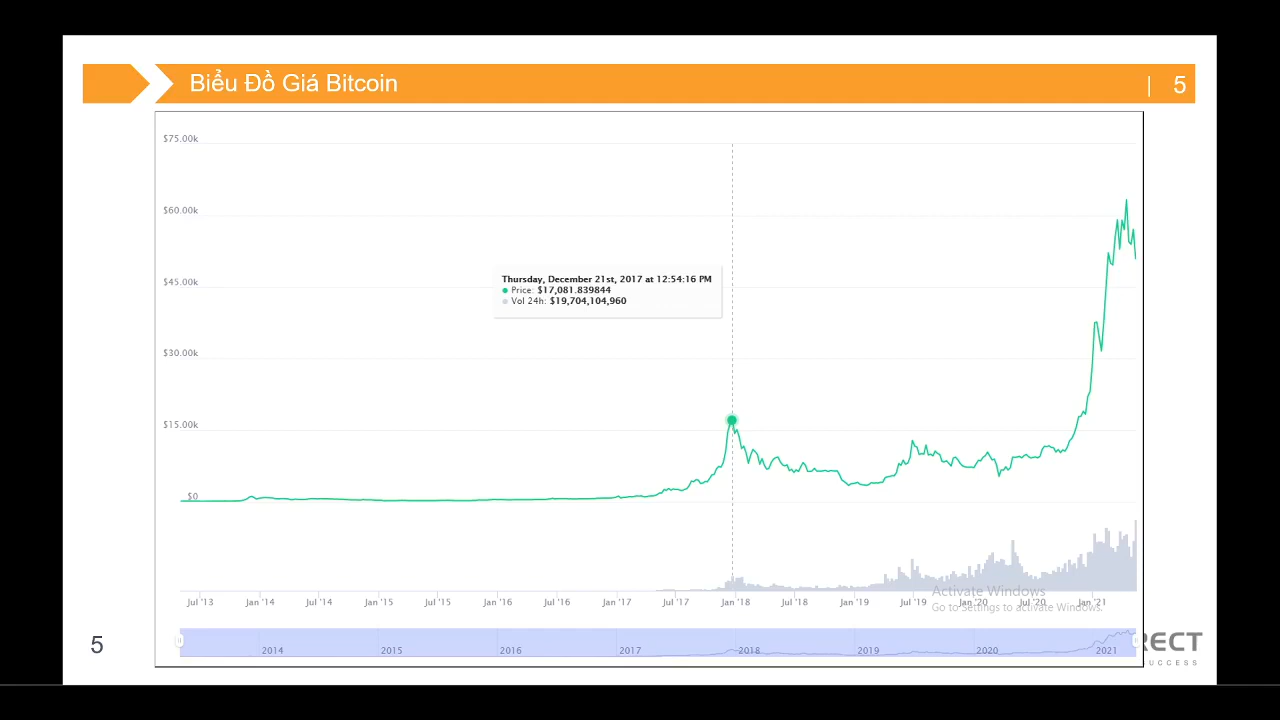 Biểu Đồ Giá Bitcoin
| 5
$75.00k
$60.00k
$45.00k
$30.00k
$15.00k
$0
Thursday, December 21st, 2017 at 12:54:16 PM
Price: $17,081.839844
Vol 24h: $19,704,104,960
Activate Windows
Jul '13 Jan '14 Jul '14 Jan '15 Jul '15 Jan '16 Jul '16 Jan '17 Jul '17 Jan '18 Jul '18 Jan '19 Jul '19 Jan '20 Jul '20 Jan '21
Go to Settings to activate Windows.
2014 2015 2016 2017 2018 2019 2020 2021
5
RECT
UCCESS